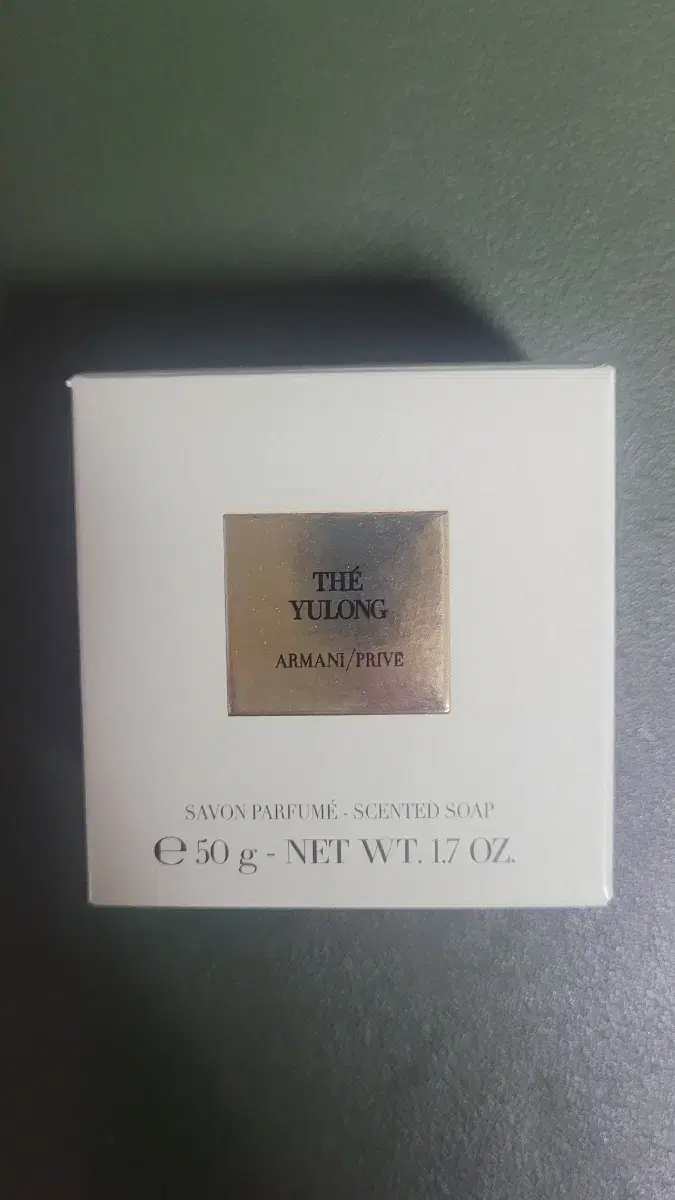 THÉ
YULONG
ARMANI/PRIVE
SAVON PARFUMÉ - SCENTED SOAP
℮ 50 g - NET WT. 1.7 OZ.